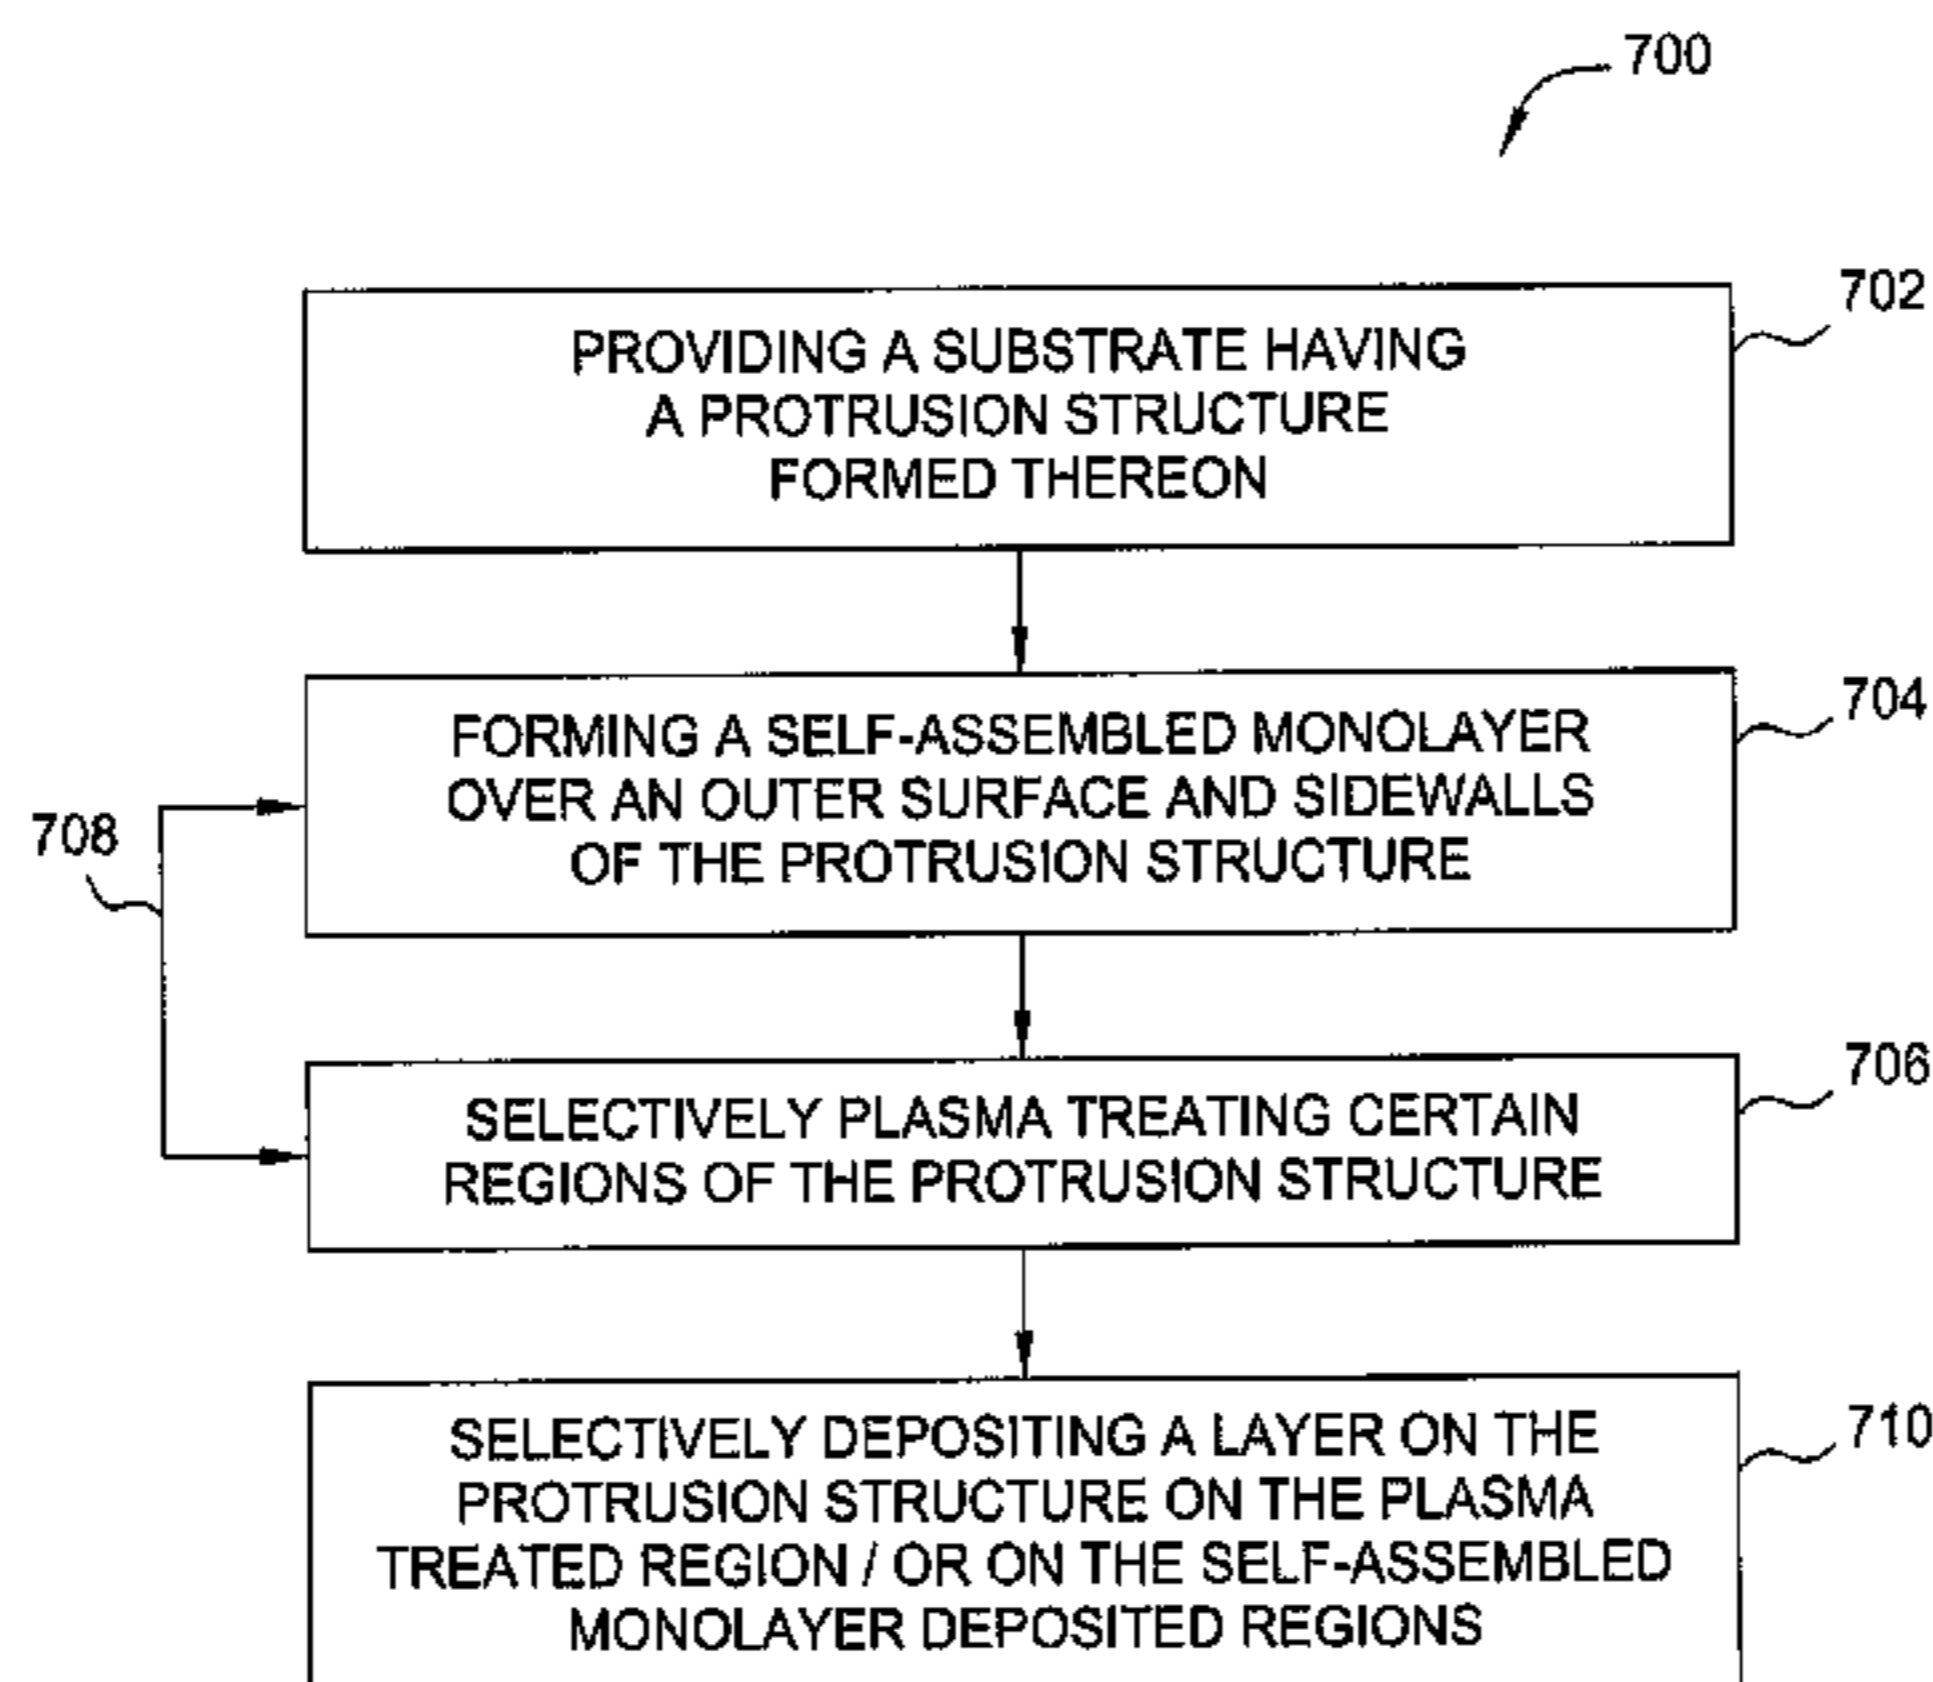 700
702
PROVIDING A SUBSTRATE HAVING
A PROTRUSION STRUCTURE
FORMED THEREON
704
FORMING A SELF-ASSEMBLED MONOLAYER
OVER AN OUTER SURFACE AND SIDEWALLS
OF THE PROTRUSION STRUCTURE
708
706
SELECTIVELY PLASMA TREATING CERTAIN
REGIONS OF THE PROTRUSION STRUCTURE
710
SELECTIVELY DEPOSITING A LAYER ON THE
PROTRUSION STRUCTURE ON THE PLASMA
TREATED REGION / OR ON THE SELF-ASSEMBLED
MONOLAYER DEPOSITED REGIONS